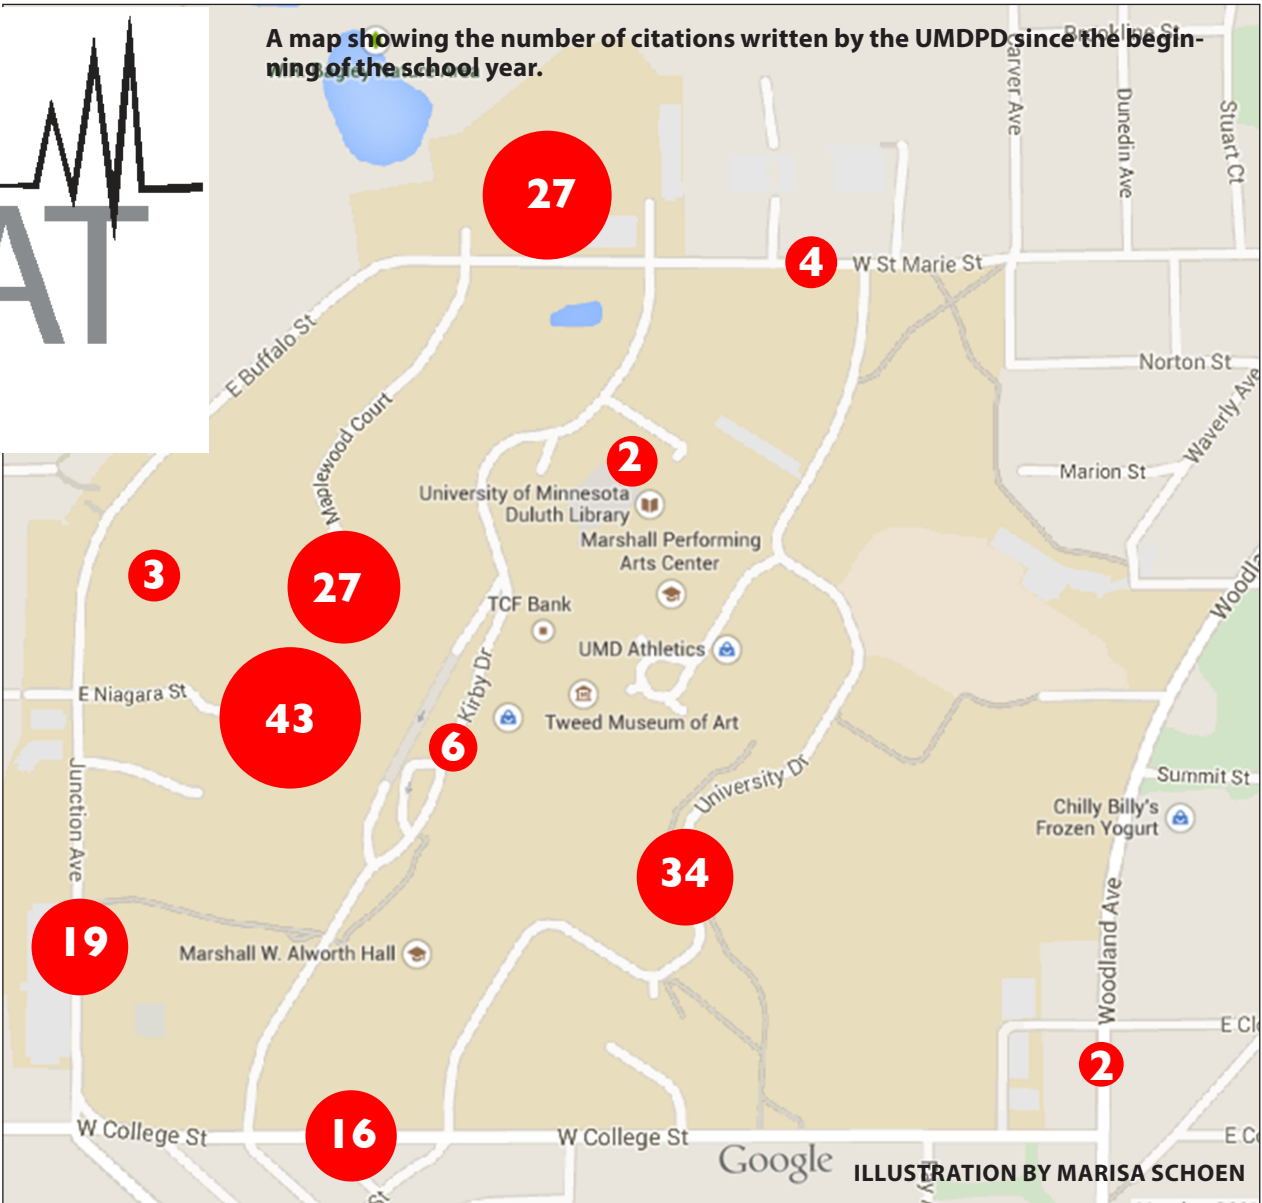 A map showing the number of citations written by the UMDPD since the begin-
ning of the school year.
AT
Brookline St
Carver Ave
Dunedin Ave
Stuart Ct
27
4
W St Marie St
E Buffalo St
Norton St
Maplewood Court
Waverly Ave
2
Marion St
University of Minnesota
Duluth Library
Marshall Performing
Arts Center
3
27
TCF Bank
UMD Athletics
E Niagara St
Kirby Dr
43
Tweed Museum of Art
6
University Dr
Summit St
Junction Ave
Chilly Billy's
Frozen Yogurt
34
19
Marshall W. Alworth Hall
Woodland Ave
E Cl
2
W College St
16
W College St
E C
Google
ILLUSTRATION BY MARISA SCHOEN